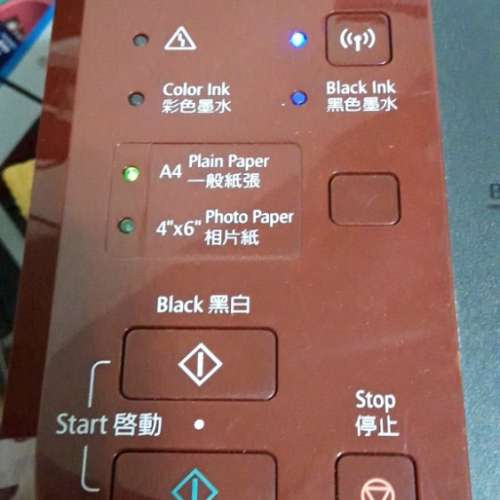 Color Ink
彩色墨水
Black Ink
黑色墨水
A4 Plain Paper
一般紙張
4"x6" Photo Paper
相片紙
Black 黑白
Start 啓動
Stop
停止